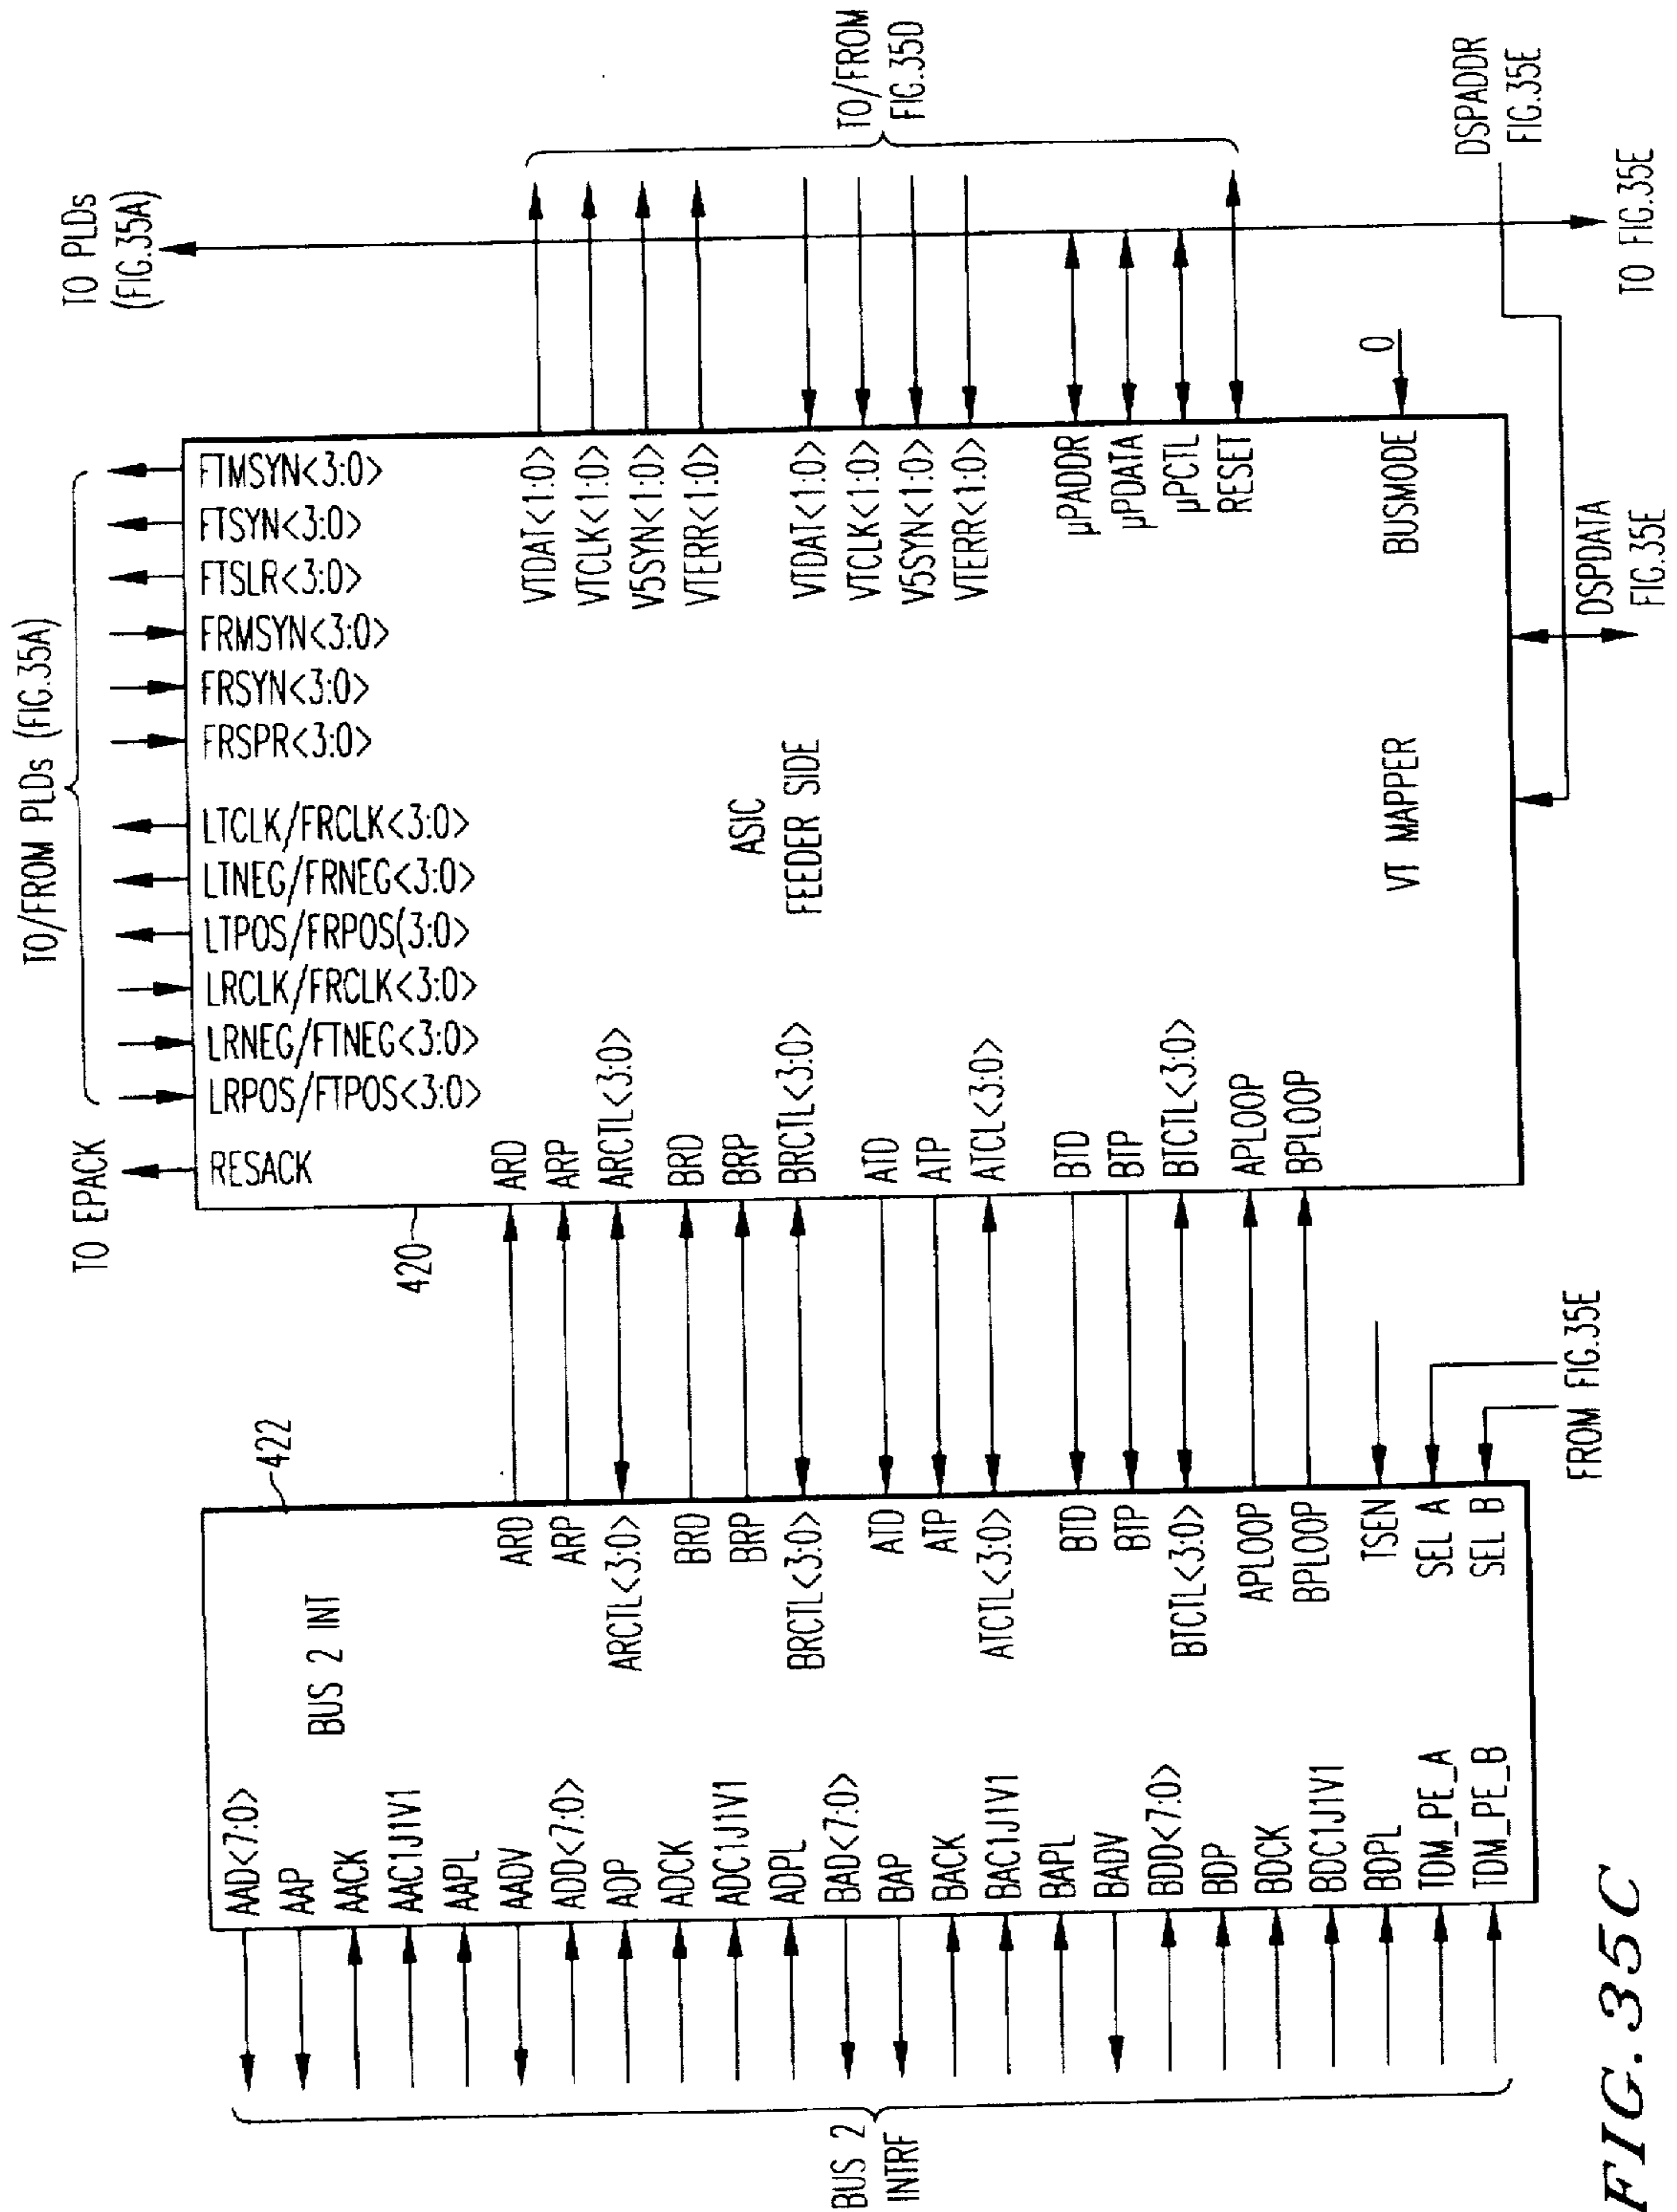 TO PLDs
(FIG.35A)
TO/FROM PLDs (FIG.35A)
TO EPACK
RESACK
LRPOS/FTPOS<3:0>
LRNEG/FTNEG<3:0>
LRCLK/FRCLK<3:0>
LTPOS/FRPOS(3:0>
LTNEG/FRNEG<3:0>
LTCLK/FRCLK<3:0>
FRSPR<3:0>
FRSYN<3:0>
FRMSYN<3:0>
FTSLR<3:0>
FTSYN<3:0>
FTMSYN<3:0>
420
ARD
ARP
ARCTL<3:0>
BRD
BRP
BRCTL<3:0>
ATD
ATP
ATCL<3:0>
BTD
BTP
BTCTL<3:0>
APLOOP
BPLOOP
ASIC
FEEDER SIDE
VT MAPPER
VTDAT<1:0>
VTCLK<1:0>
V5SYN<1:0>
VTERR<1:0>
VTDAT<1:0>
VTCLK<1:0>
V5SYN<1:0>
VTERR<1:0>
μPADDR
μPDATA
μPCTL
RESET
BUSMODE
0
TO/FROM
FIG.35D
DSPADDR
FIG.35E
TO FIG.35E
DSPDATA
FIG.35E
422
BUS 2 INT
ARD
ARP
ARCTL<3:0>
BRD
BRP
BRCTL<3:0>
ATD
ATP
ATCTL<3:0>
BTD
BTP
BTCTL<3:0>
APLOOP
BPLOOP
TSEN
SEL A
SEL B
FROM FIG.35E
AAD<7:0>
AAP
AACK
AAC1J1V1
AAPL
AADV
ADD<7:0>
ADP
ADCK
ADC1J1V1
ADPL
BAD<7:0>
BAP
BACK
BAC1J1V1
BAPL
BADV
BDD<7:0>
BDP
BDCK
BDC1J1V1
BDPL
TDM_PE_A
TDM_PE_B
BUS 2
INTRF
FIG. 35C